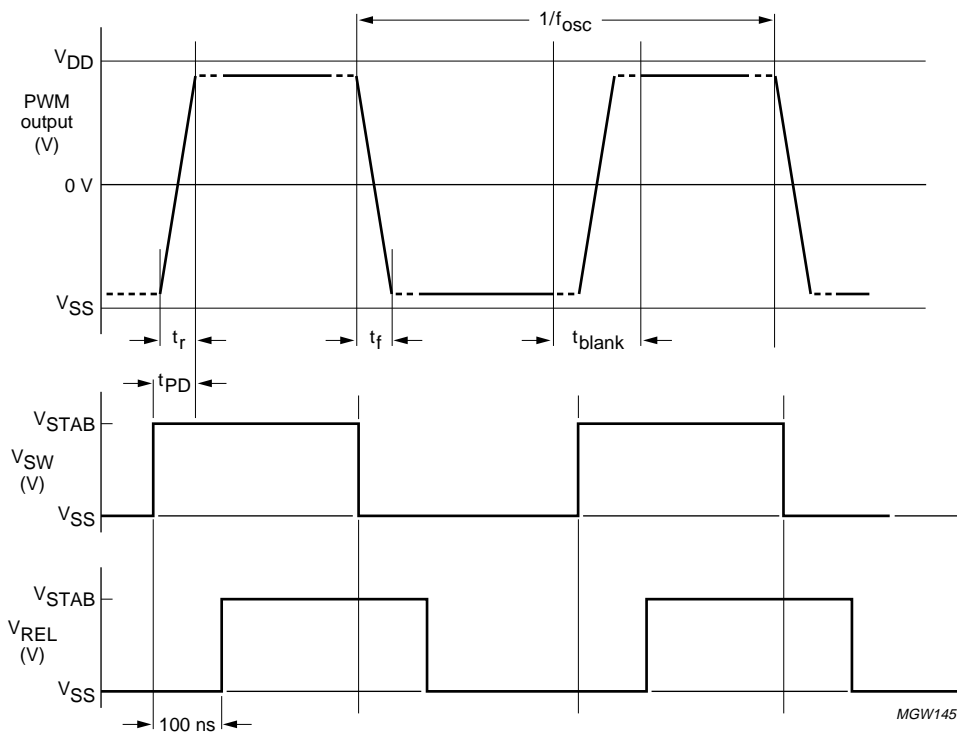 1/fosc
VDD
PWM
output
(V)
0 V
VSS
tr
tf
tblank
tPD
VSTAB
VSW
(V)
VSS
VSTAB
VREL
(V)
VSS
100 ns
MGW145